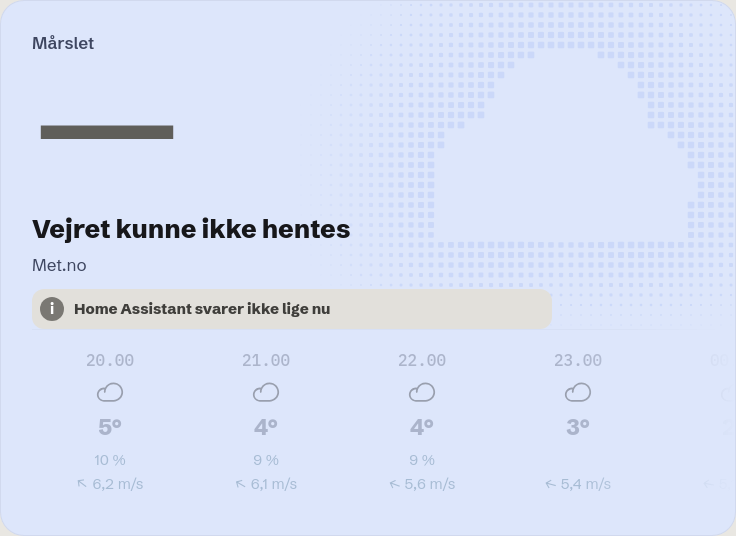 Mårslet
Vejret kunne ikke hentes
Met.no
i Home Assistant svarer ikke lige nu
20.00 21.00 22.00 23.00
5° 4° 4° 3°
10 % 9 % 9 %
6,2 m/s 6,1 m/s 5,6 m/s 5,4 m/s